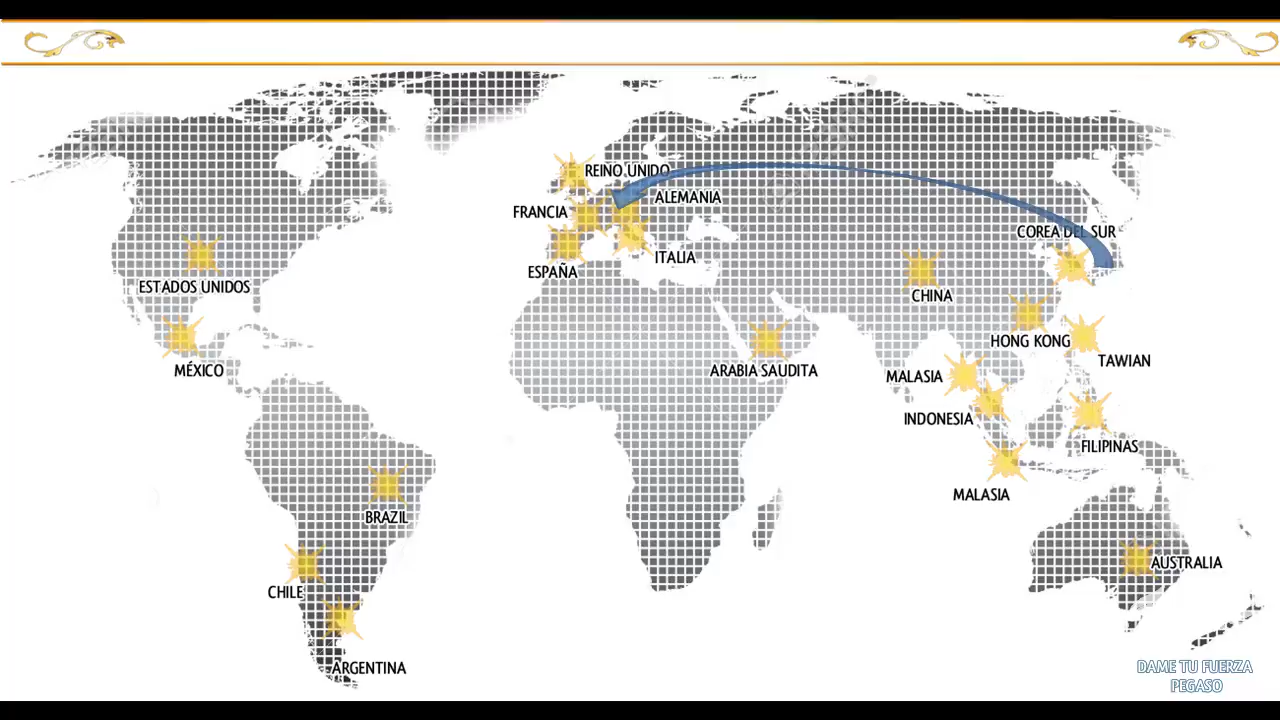 REINO UNIDO
ALEMANIA
FRANCIA
COREA DEL SUR
ITALIA
ESPAÑA
ESTADOS UNIDOS
CHINA
HONG KONG
TAWIAN
MÉXICO
ARABIA SAUDITA
MALASIA
INDONESIA
FILIPINAS
MALASIA
BRAZIL
AUSTRALIA
CHILE
ARGENTINA
DAME TU FUERZA
PEGASO